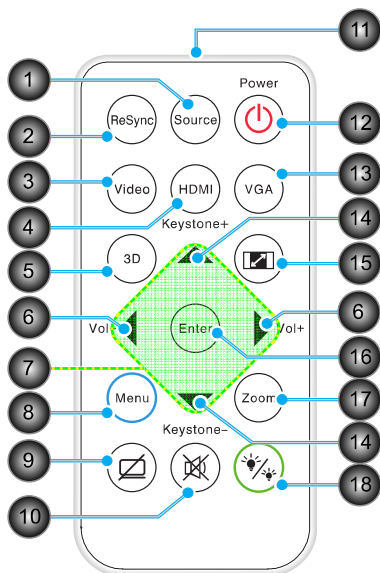 11
1
Power
ReSync
Source
2
12
3
13
Video
HDMI
VGA
4
Keystone+
14
3D
5
15
6
6
Vol-
Enter
Vol+
7
16
8
Menu
Zoom
17
Keystone-
14
9
10
18